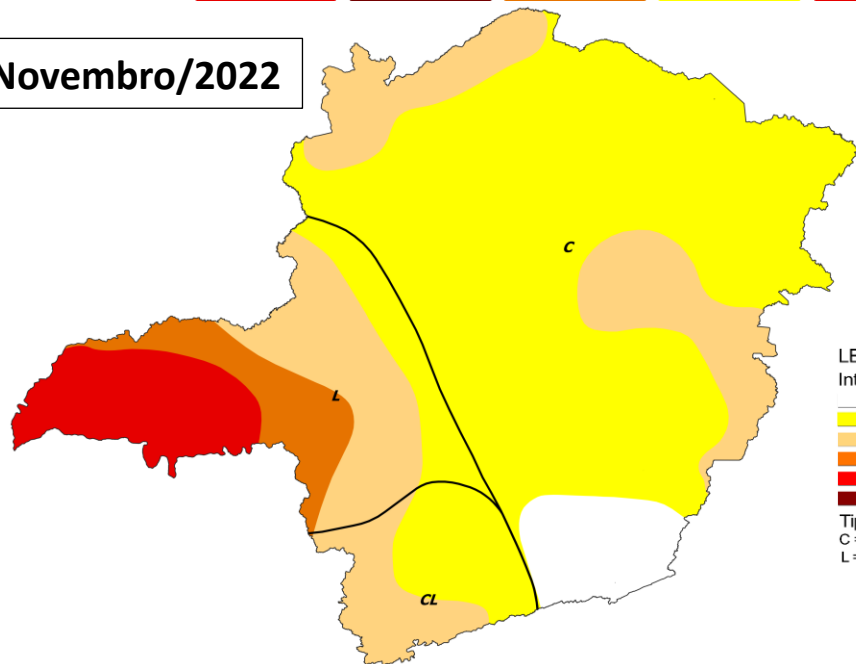 Novembro/2022
C
L
CL
C =
L =